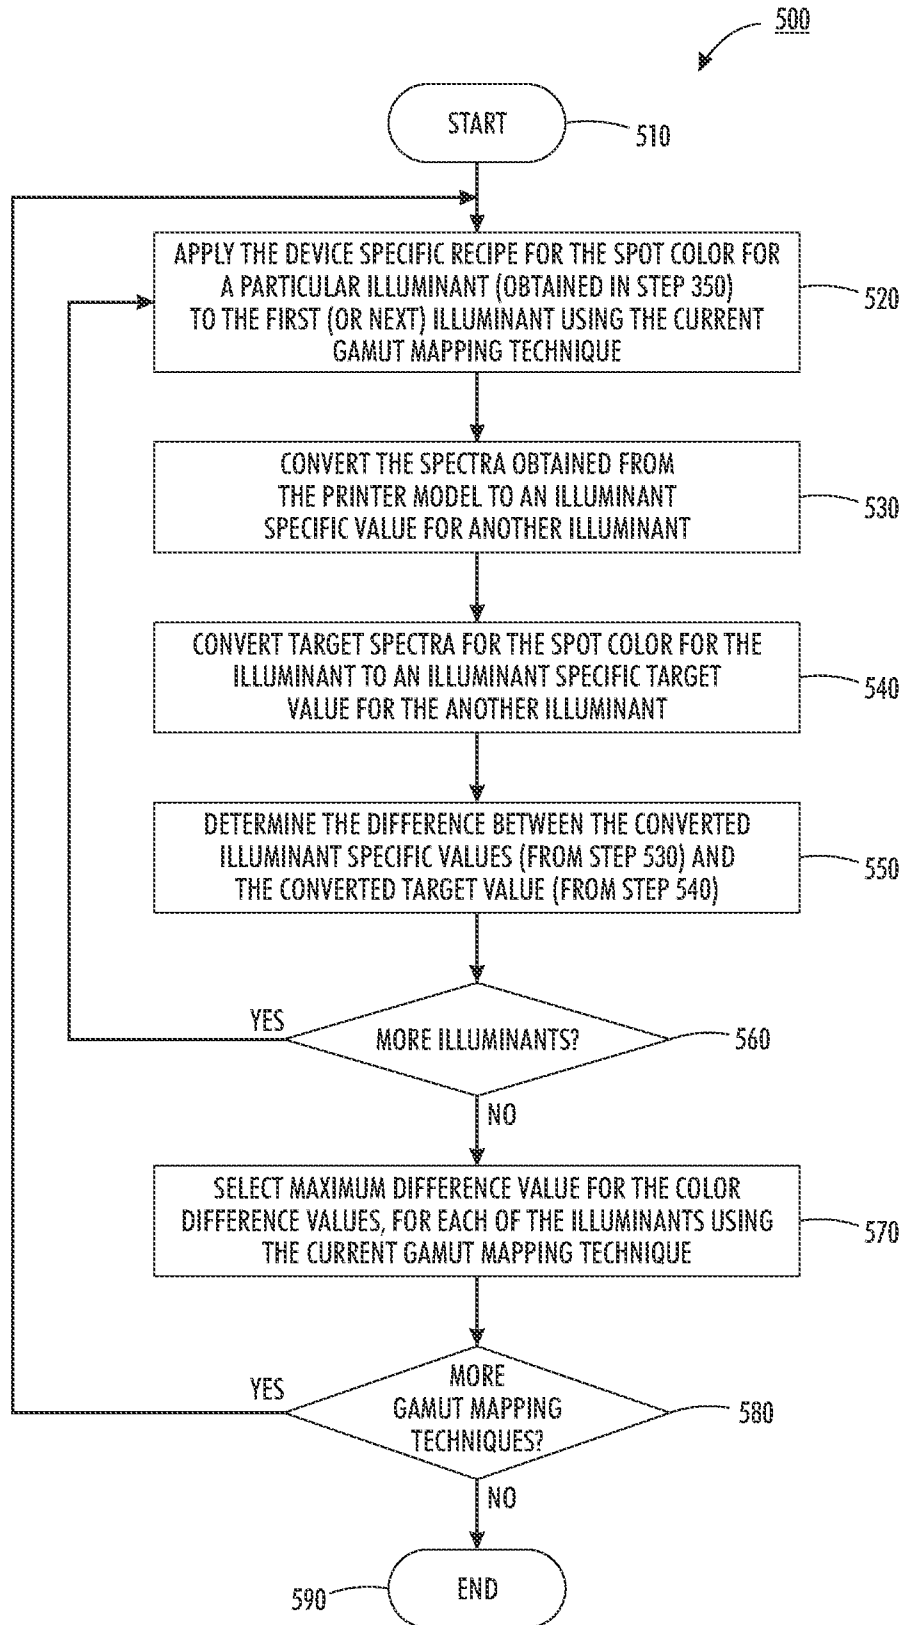 500
START
510
APPLY THE DEVICE SPECIFIC RECIPE FOR THE SPOT COLOR FOR
A PARTICULAR ILLUMINANT (OBTAINED IN STEP 350)
TO THE FIRST (OR NEXT) ILLUMINANT USING THE CURRENT
GAMUT MAPPING TECHNIQUE
520
CONVERT THE SPECTRA OBTAINED FROM
THE PRINTER MODEL TO AN ILLUMINANT
SPECIFIC VALUE FOR ANOTHER ILLUMINANT
530
CONVERT TARGET SPECTRA FOR THE SPOT COLOR FOR THE
ILLUMINANT TO AN ILLUMINANT SPECIFIC TARGET
VALUE FOR THE ANOTHER ILLUMINANT
540
DETERMINE THE DIFFERENCE BETWEEN THE CONVERTED
ILLUMINANT SPECIFIC VALUES (FROM STEP 530) AND
THE CONVERTED TARGET VALUE (FROM STEP 540)
550
YES
MORE ILLUMINANTS?
560
NO
SELECT MAXIMUM DIFFERENCE VALUE FOR THE COLOR
DIFFERENCE VALUES, FOR EACH OF THE ILLUMINANTS USING
THE CURRENT GAMUT MAPPING TECHNIQUE
570
YES
MORE
GAMUT MAPPING
TECHNIQUES?
580
NO
END
590